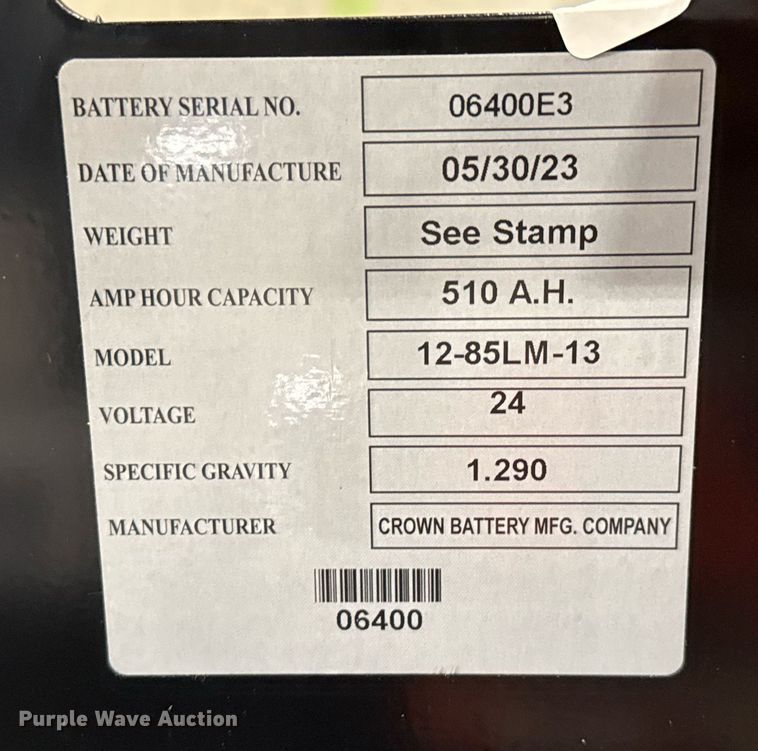 BATTERY SERIAL NO. 06400E3
DATE OF MANUFACTURE 05/30/23
WEIGHT See Stamp
AMP HOUR CAPACITY 510 A.H.
MODEL 12-85LM-13
VOLTAGE 24
SPECIFIC GRAVITY 1.290
MANUFACTURER CROWN BATTERY MFG. COMPANY
06400
Purple Wave Auction